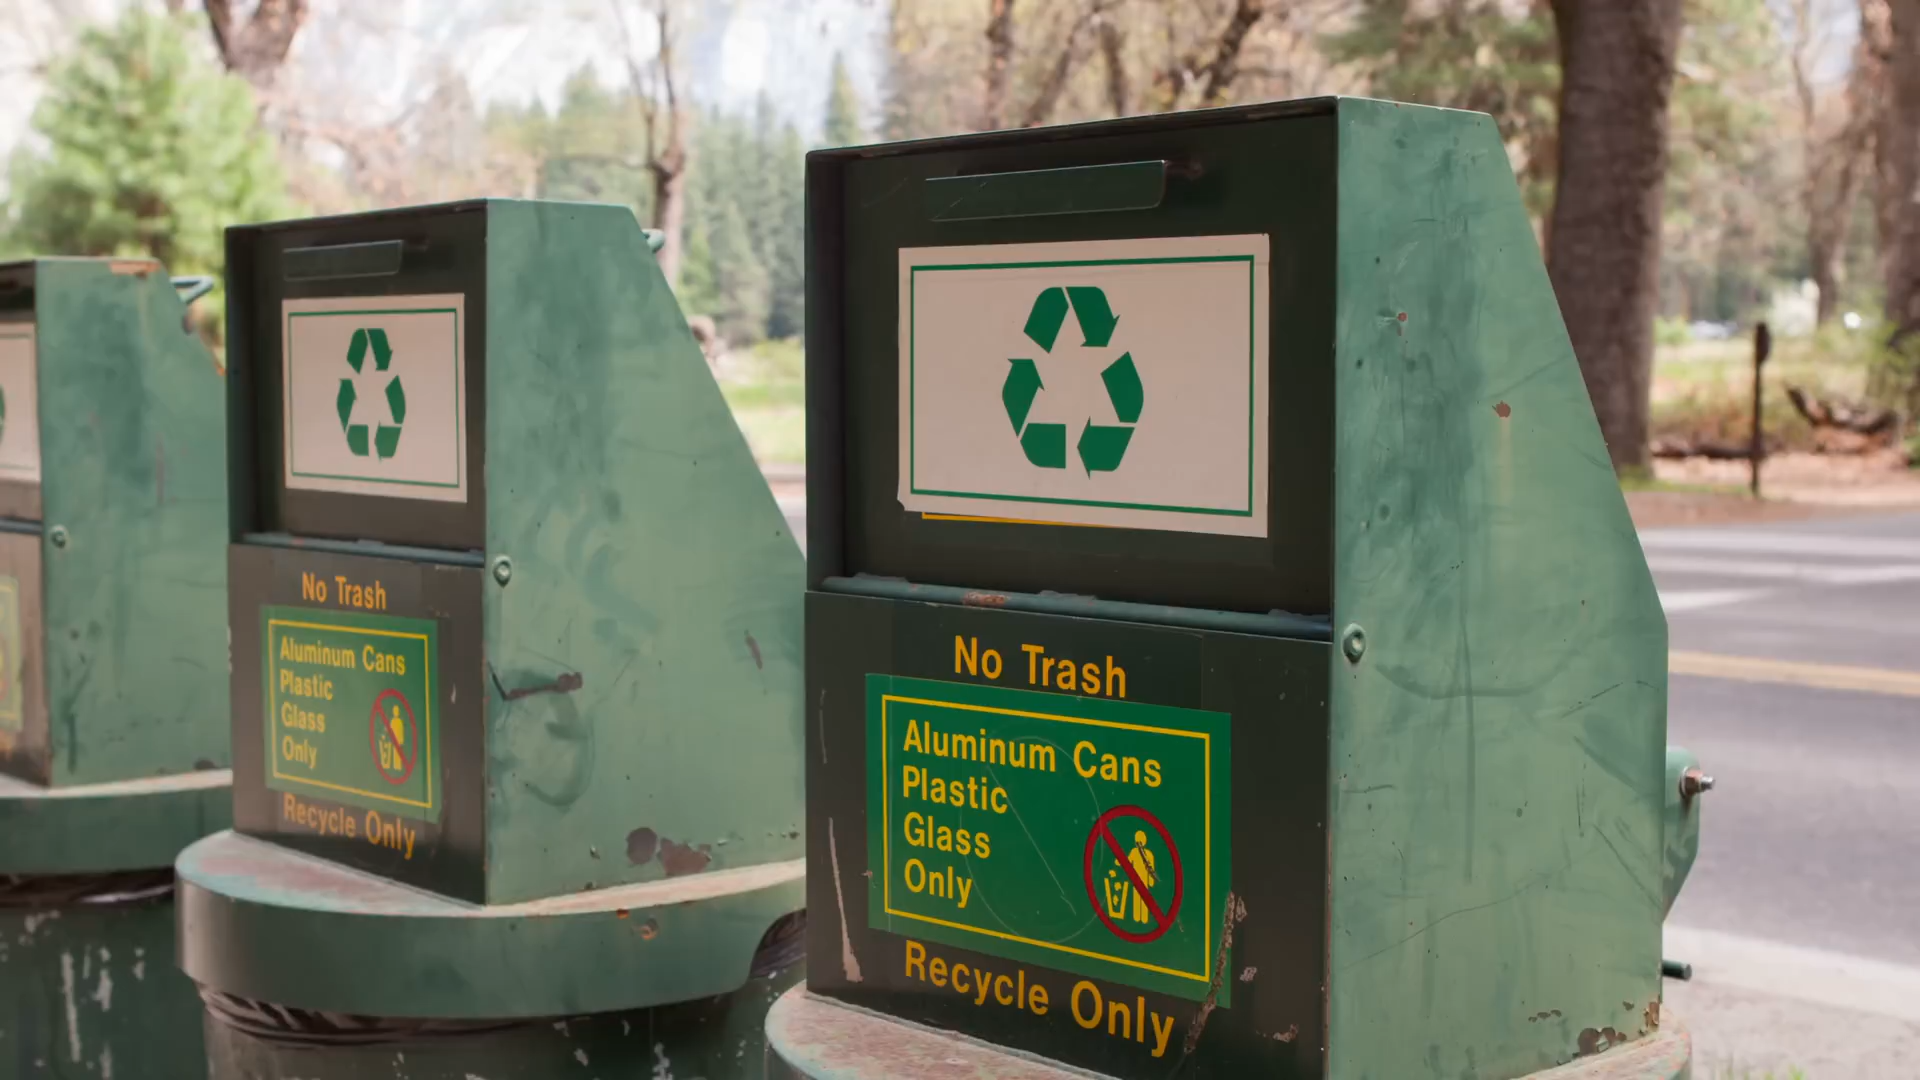 No Trash
Aluminum Cans
Plastic
Glass
Only
Recycle Only
No Trash
Aluminum Cans
Plastic
Glass
Only
Recycle Only